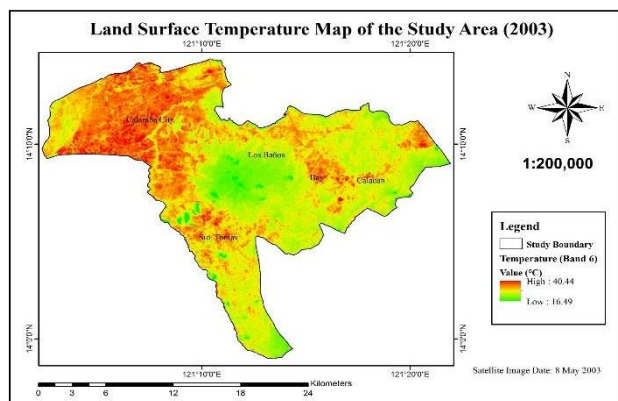 Land Surface Temperature Map of the Study Area (2003)
121°10'0"E
121°20'0"E
14°10'0"N
14°10'0"N
14°0'0"N
14°0'0"N
121°10'0"E
121°20'0"E
Calamba City
Los Baños
Bay
Calauan
Sto. Tomas
N
W
E
S
1:200,000
Legend
Study Boundary
Temperature (Band 6)
Value (°C)
High : 40.44
Low : 16.49
Satellite Image Date: 8 May 2003
Kilometers
0 3 6 12 18 24